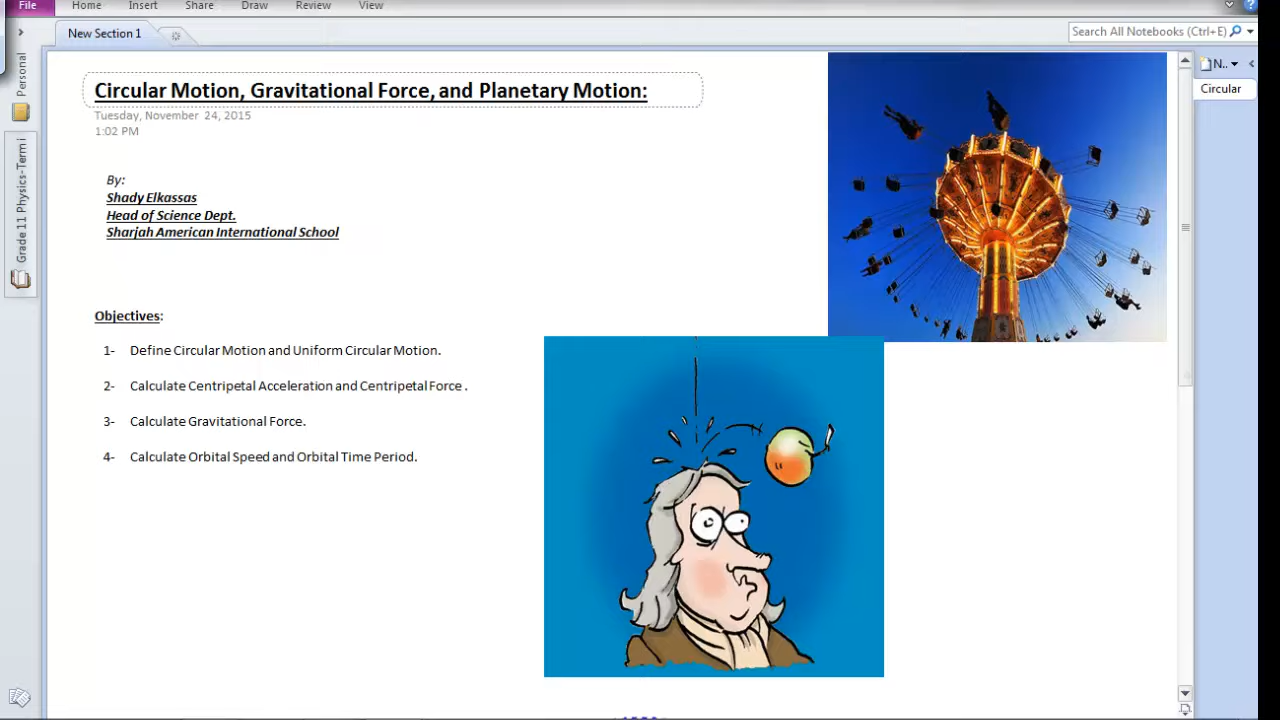 File Home Insert Share Draw Review View
New Section 1
Search All Notebooks (Ctrl+E)
Personal
Grade 11 Physics-Term I
N..
Circular
Circular Motion, Gravitational Force, and Planetary Motion:
Tuesday, November 24, 2015
1:02 PM
By:
Shady Elkassas
Head of Science Dept.
Sharjah American International School
Objectives:
1- Define Circular Motion and Uniform Circular Motion.
2- Calculate Centripetal Acceleration and Centripetal Force .
3- Calculate Gravitational Force.
4- Calculate Orbital Speed and Orbital Time Period.